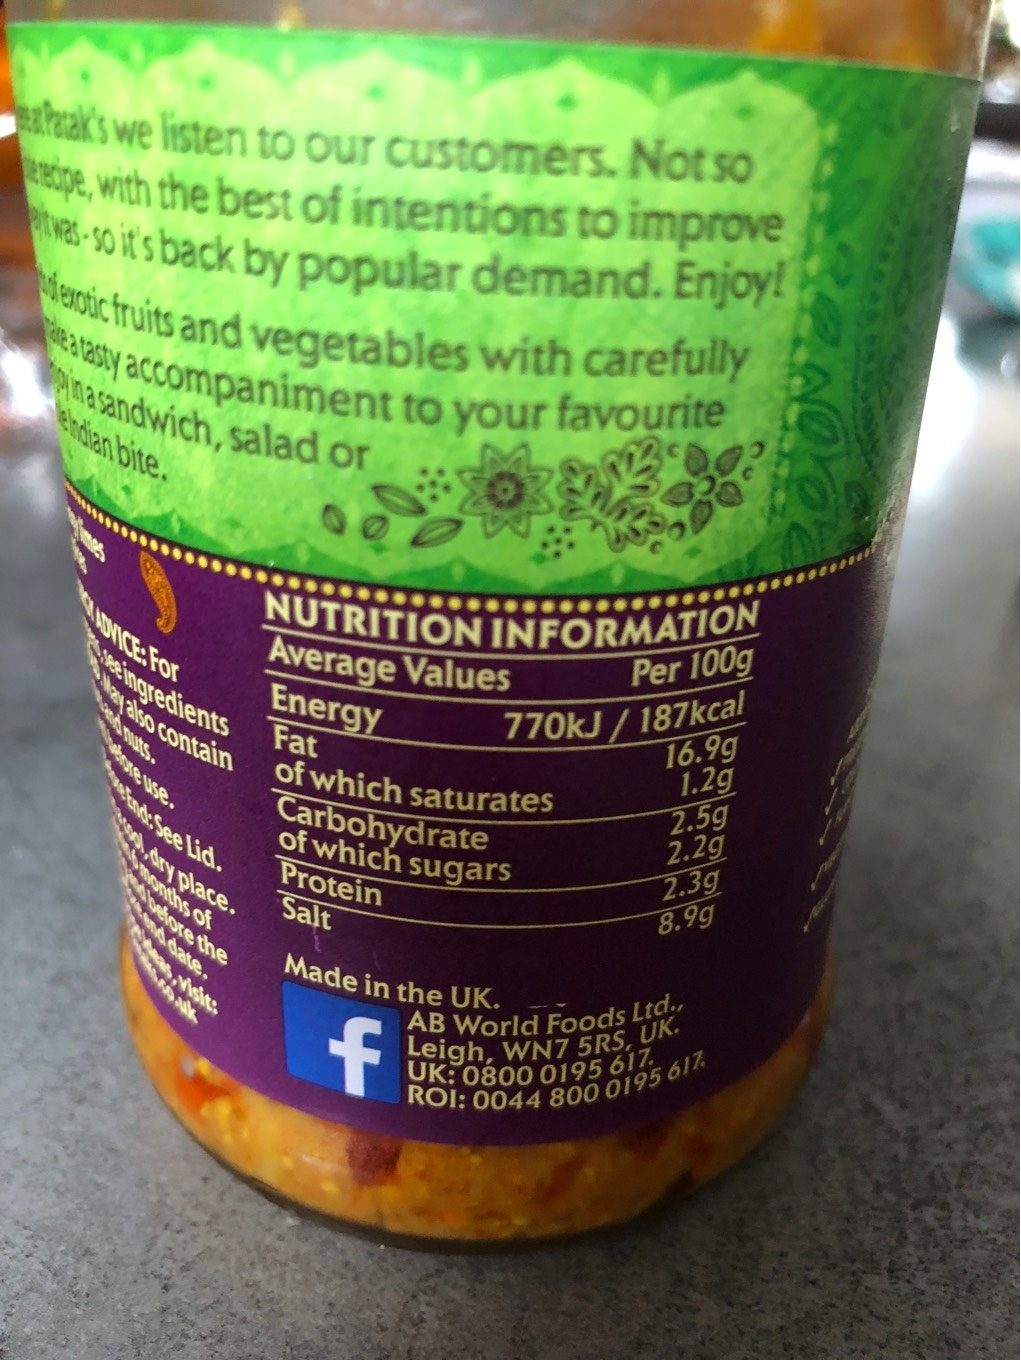 Patak's we listen to our customers. Not so
recipe, with the best of intentions to improve
it was - so it's back by popular demand. Enjoy!
of exotic fruits and vegetables with carefully
a tasty accompaniment to your favourite
in a sandwich, salad or
Indian bite.
ADVICE: For
see ingredients
May also contain
and nuts.
before use.
End: See Lid.
cool, dry place.
months of
before the
end date.
visit:
NUTRITION INFORMATION
Average Values Per 100g
Energy 770kJ / 187kcal
Fat 16.9g
of which saturates 1.2g
Carbohydrate 2.5g
of which sugars 2.2g
Protein 2.3g
Salt 8.9g
Made in the UK.
f
AB World Foods Ltd.,
Leigh, WN7 5RS, UK.
UK: 0800 0195 617.
ROI: 0044 800 0195 617.